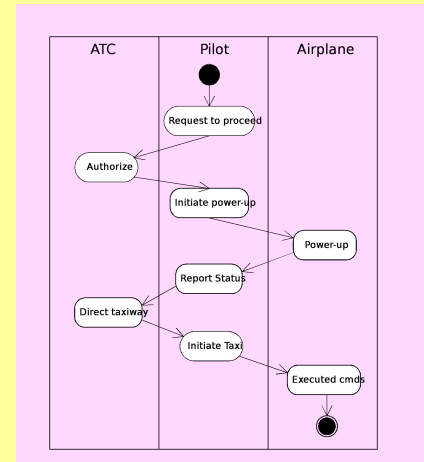 ATC
Pilot
Airplane
Request to proceed
Authorize
Initiate power-up
Power-up
Report Status
Direct taxiway
Initiate Taxi
Executed cmds